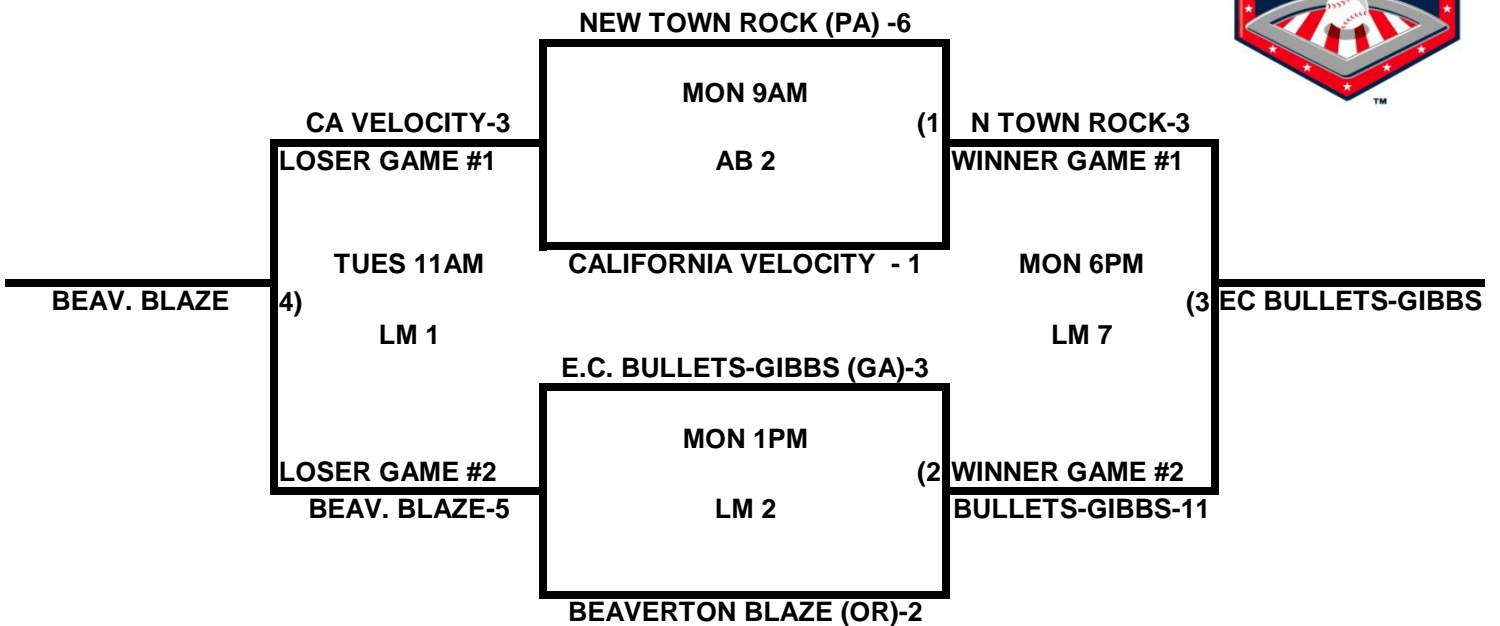 NEW TOWN ROCK (PA) -6
MON 9AM
CA VELOCITY-3
(1
N TOWN ROCK-3
LOSER GAME #1
AB 2
WINNER GAME #1
TUES 11AM
CALIFORNIA VELOCITY - 1
MON 6PM
BEAV. BLAZE
4)
(3
EC BULLETS-GIBBS
LM 1
LM 7
E.C. BULLETS-GIBBS (GA)-3
MON 1PM
LOSER GAME #2
(2
WINNER GAME #2
BEAV. BLAZE-5
LM 2
BULLETS-GIBBS-11
BEAVERTON BLAZE (OR)-2
TM